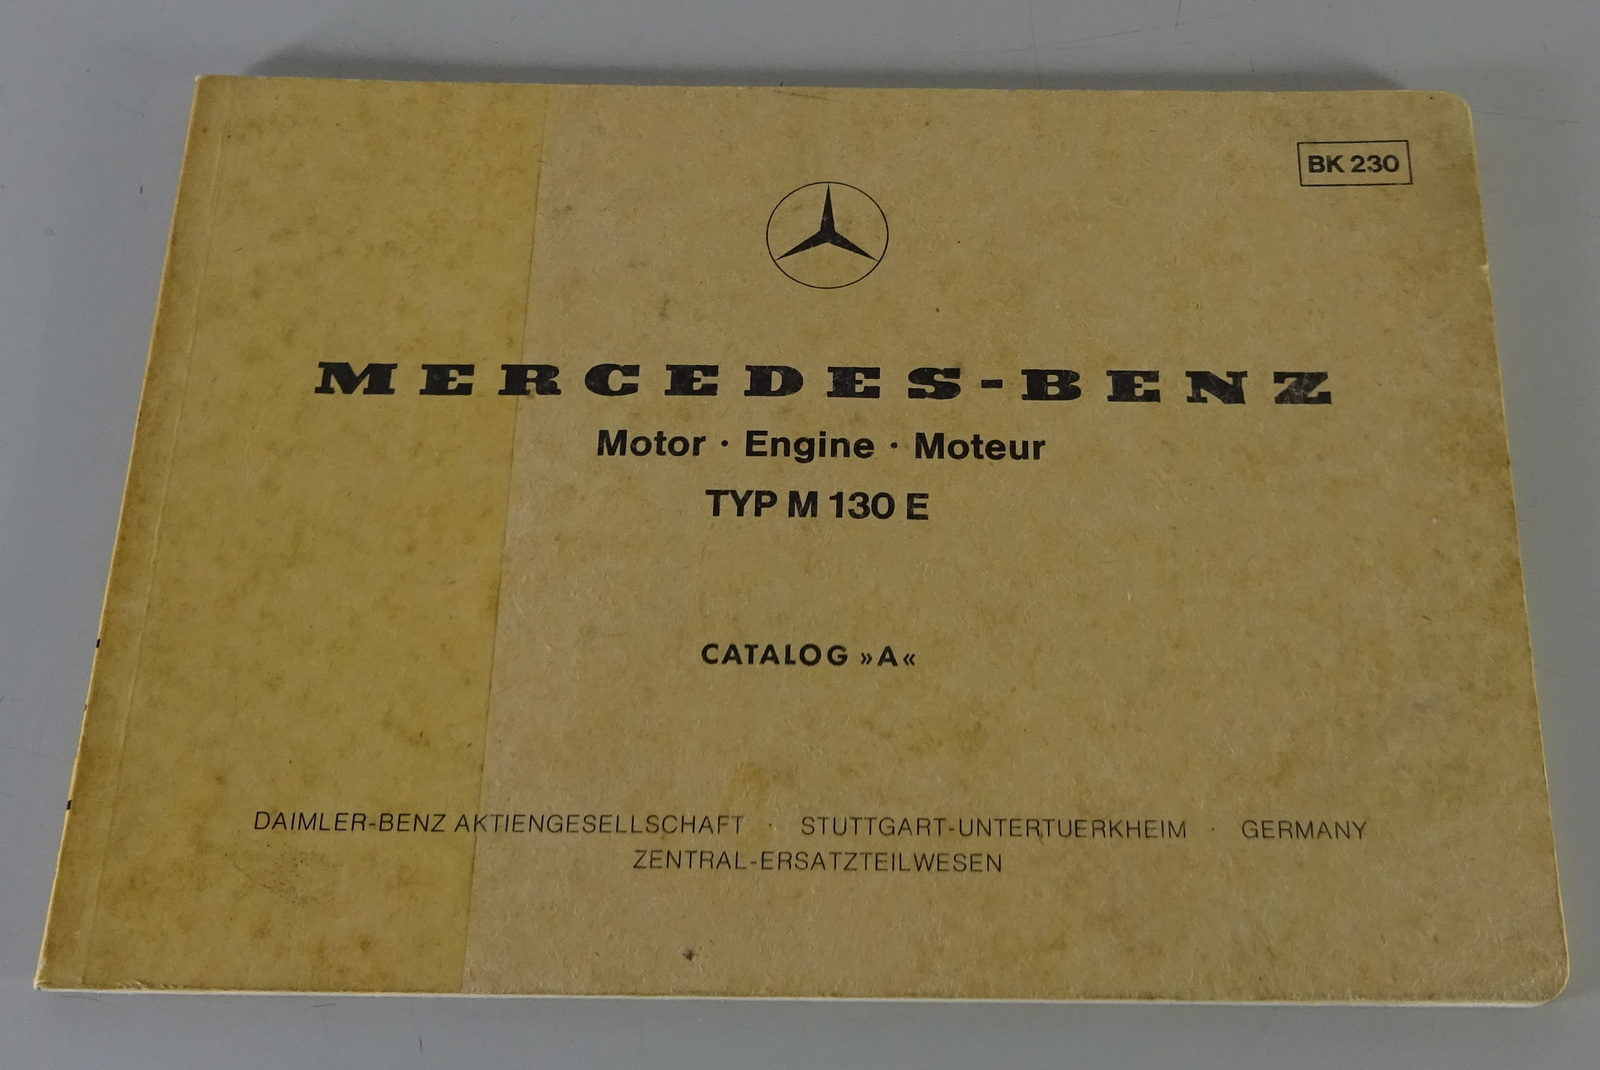 BK 230
MERCEDES-BENZ
Motor · Engine · Moteur
TYP M 130 E
CATALOG »A«
DAIMLER-BENZ AKTIENGESELLSCHAFT · STUTTGART-UNTERTUERKHEIM · GERMANY
ZENTRAL-ERSATZTEILWESEN